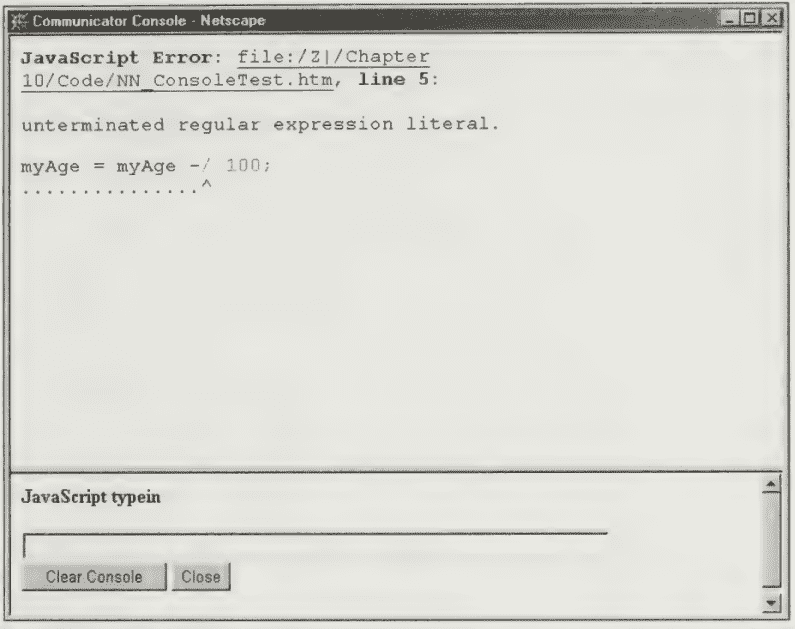 Communicator Console - Netscape
JavaScript Error: file:/Z|/Chapter
10/Code/NN_ConsoleTest.htm, line 5:
unterminated regular expression literal.
myAge = myAge -/ 100;
...............^
JavaScript typein
Clear Console Close